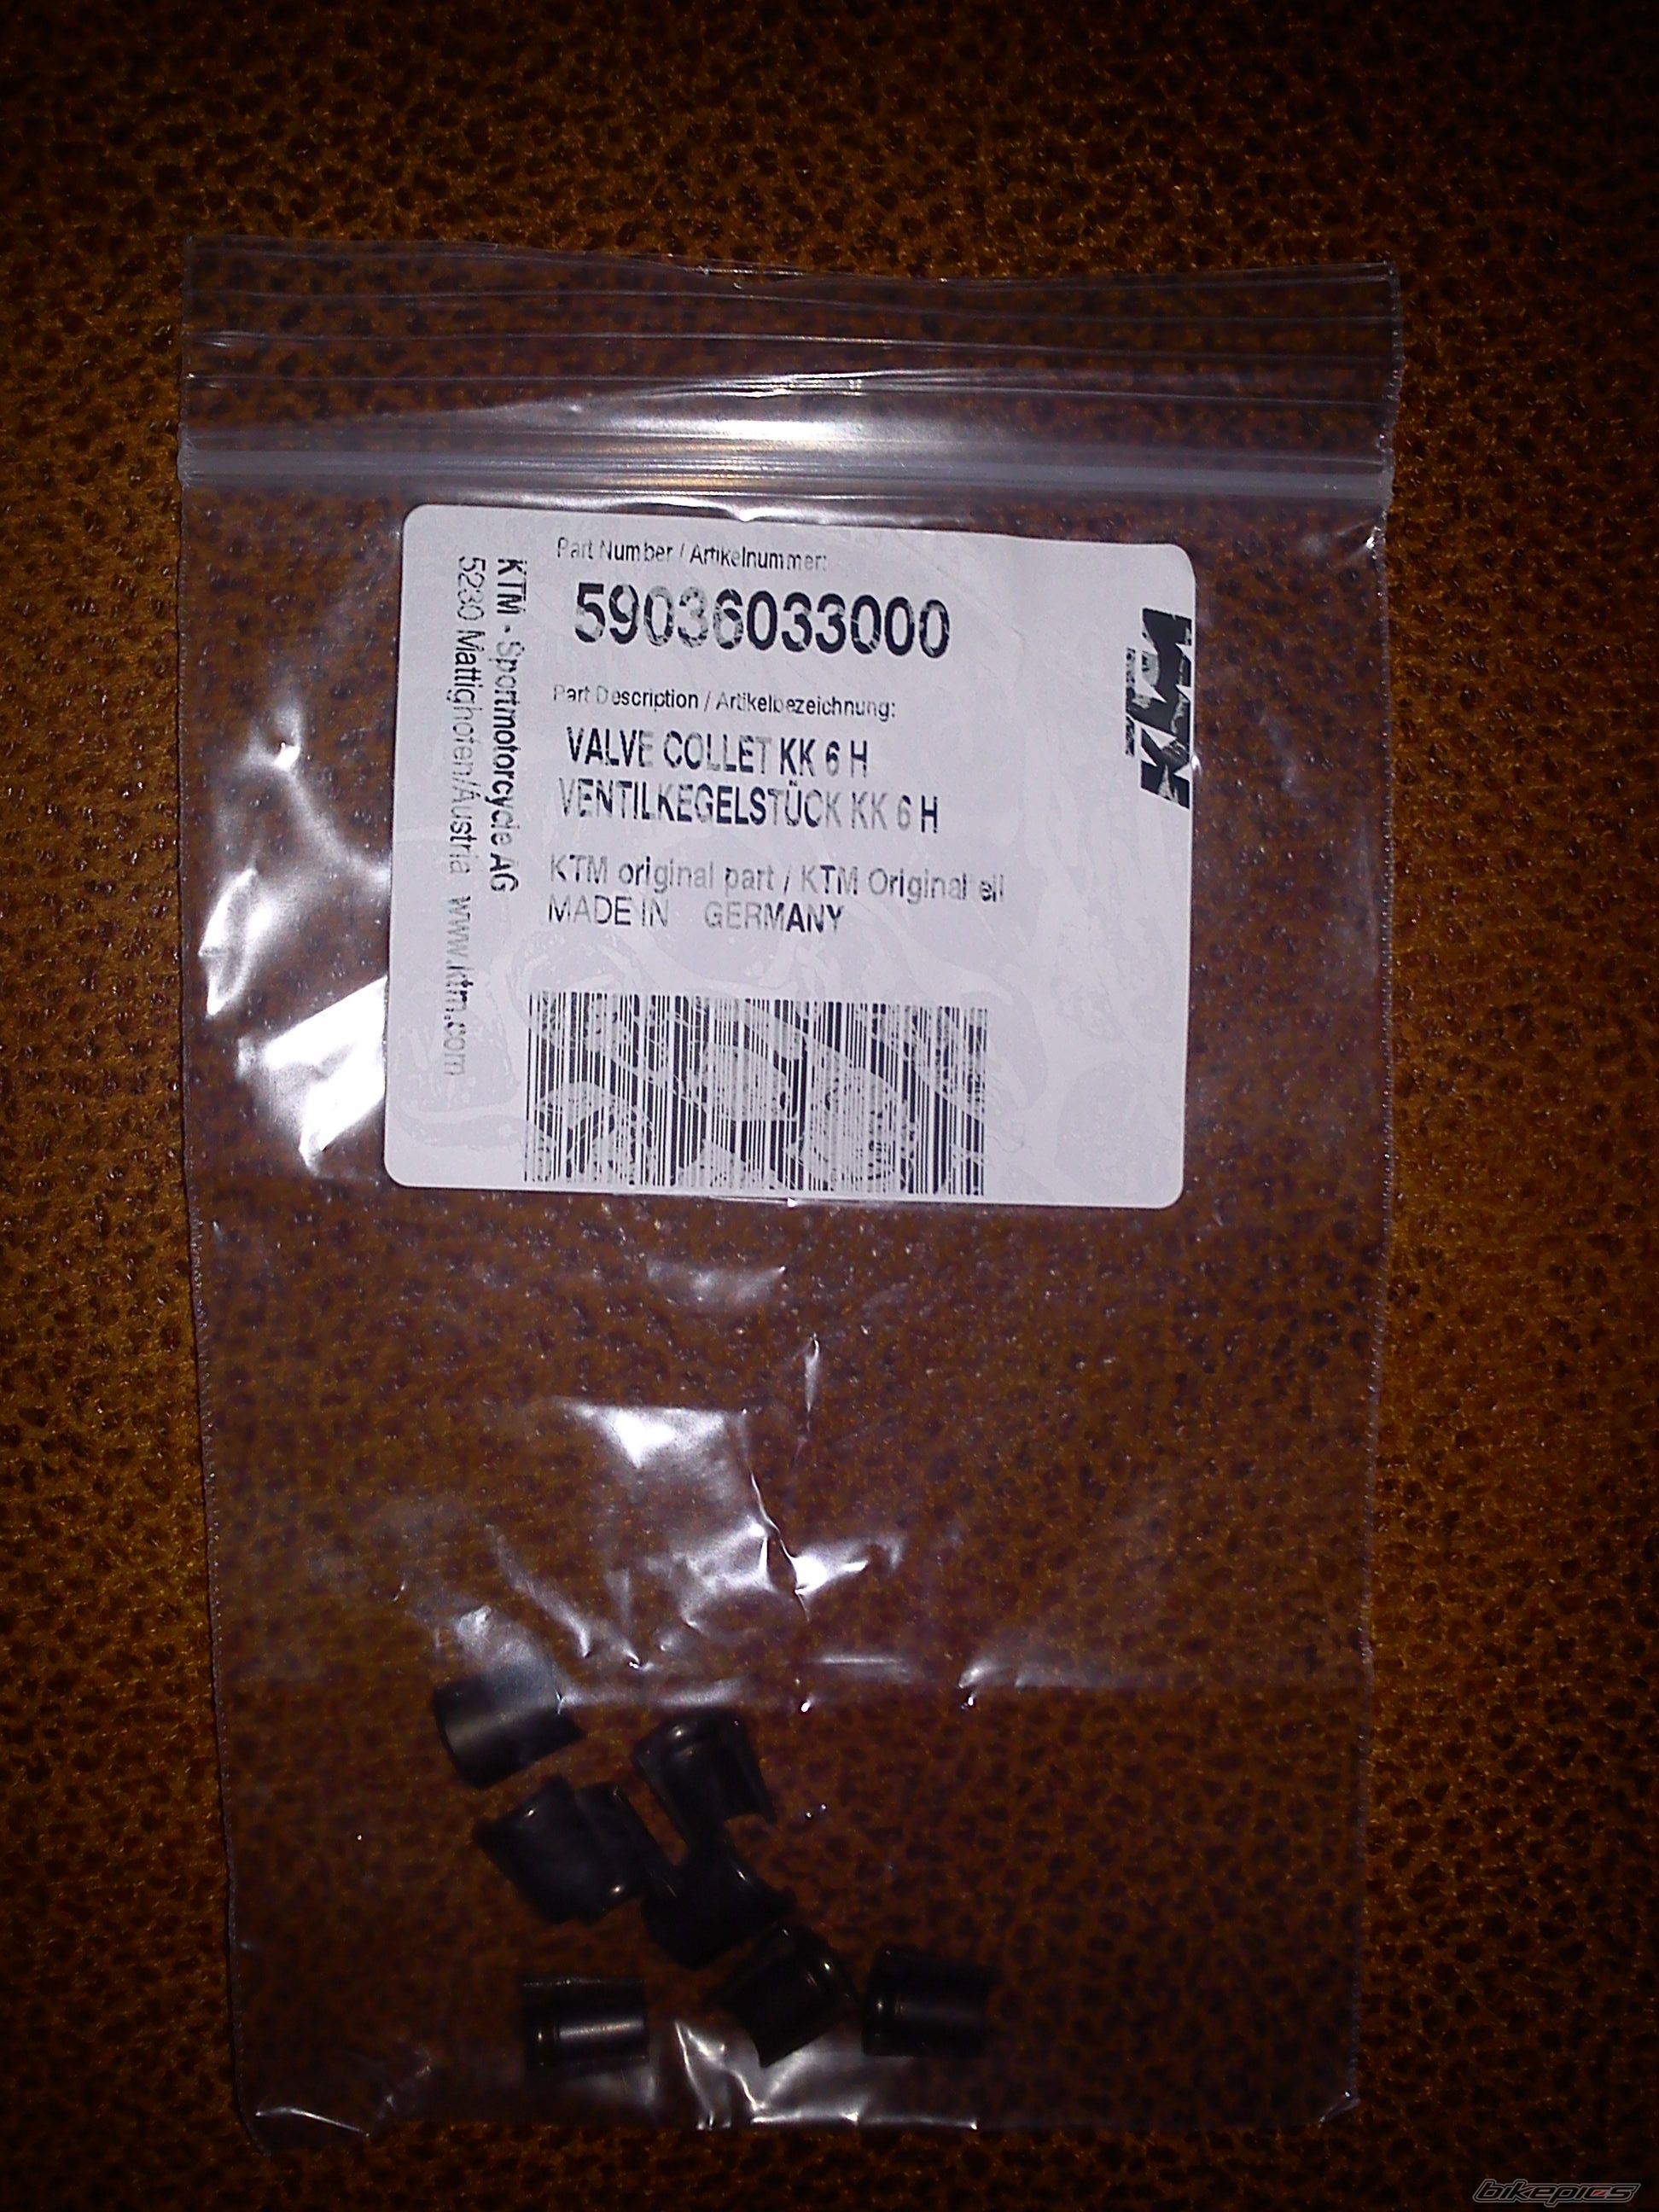 Part Number / Artikelnummer:
59036033000
Part Description / Artikelbezeichnung:
VALVE COLLET KK 6 H
VENTILKEGELSTÜCK KK 6 H
KTM original part / KTM Original eil
MADE IN GERMANY
KTM - Sportmotorcycle AG
5230 Mattighofen/Austria www.ktm.com
KTM
bikepics